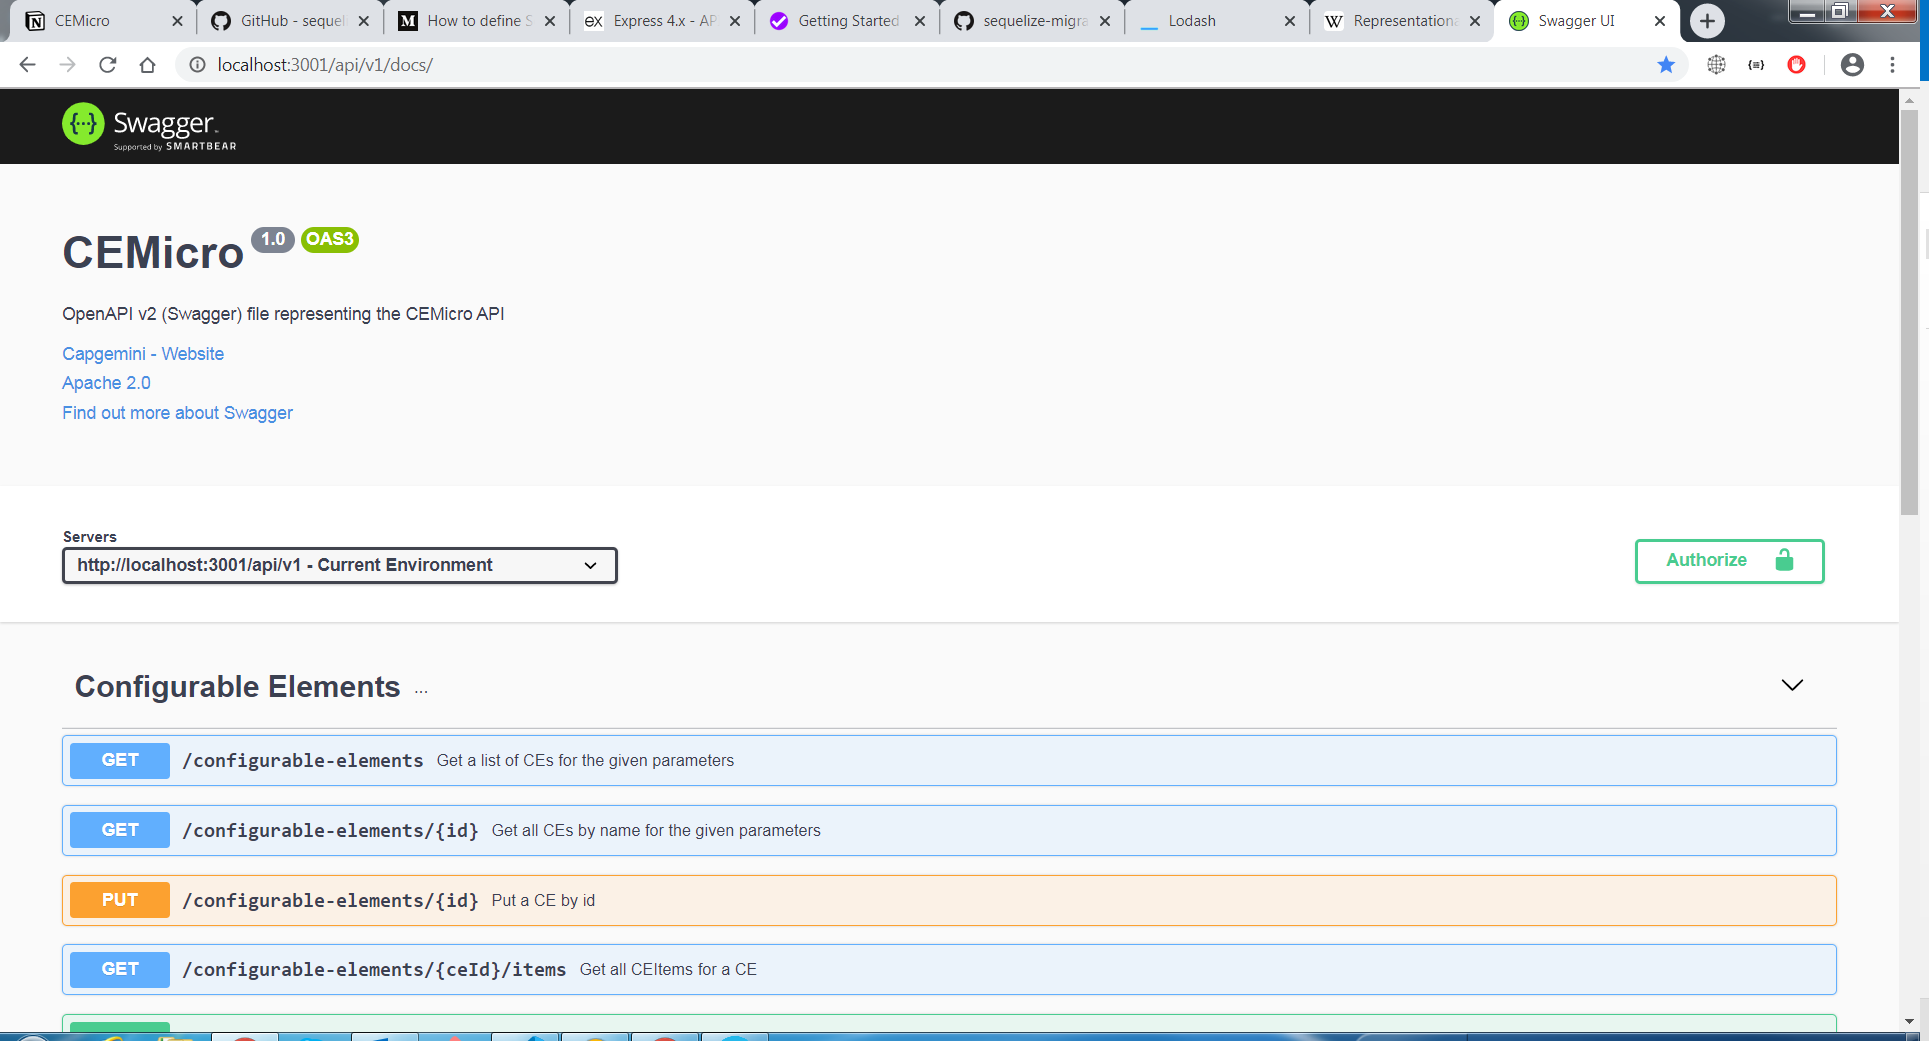 CEMicro
GitHub - sequel
M How to define S
ex Express 4.x - AP
Getting Started
sequelize-migra
Lodash
W Representationa
Swagger UI
localhost:3001/api/v1/docs/
{≡}
{···} Swagger.
Supported by SMARTBEAR
CEMicro 1.0 OAS3
OpenAPI v2 (Swagger) file representing the CEMicro API
Capgemini - Website
Apache 2.0
Find out more about Swagger
Servers
http://localhost:3001/api/v1 - Current Environment
Authorize
Configurable Elements ...
GET /configurable-elements Get a list of CEs for the given parameters
GET /configurable-elements/{id} Get all CEs by name for the given parameters
PUT /configurable-elements/{id} Put a CE by id
GET /configurable-elements/{ceId}/items Get all CEItems for a CE